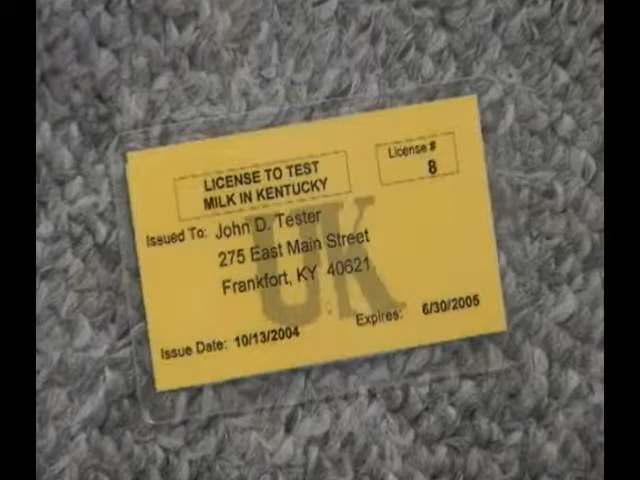 LICENSE TO TEST
MILK IN KENTUCKY
License #
8
Issued To: John D. Tester
275 East Main Street
Frankfort, KY 40621
UK
Issue Date: 10/13/2004
Expires: 6/30/2005